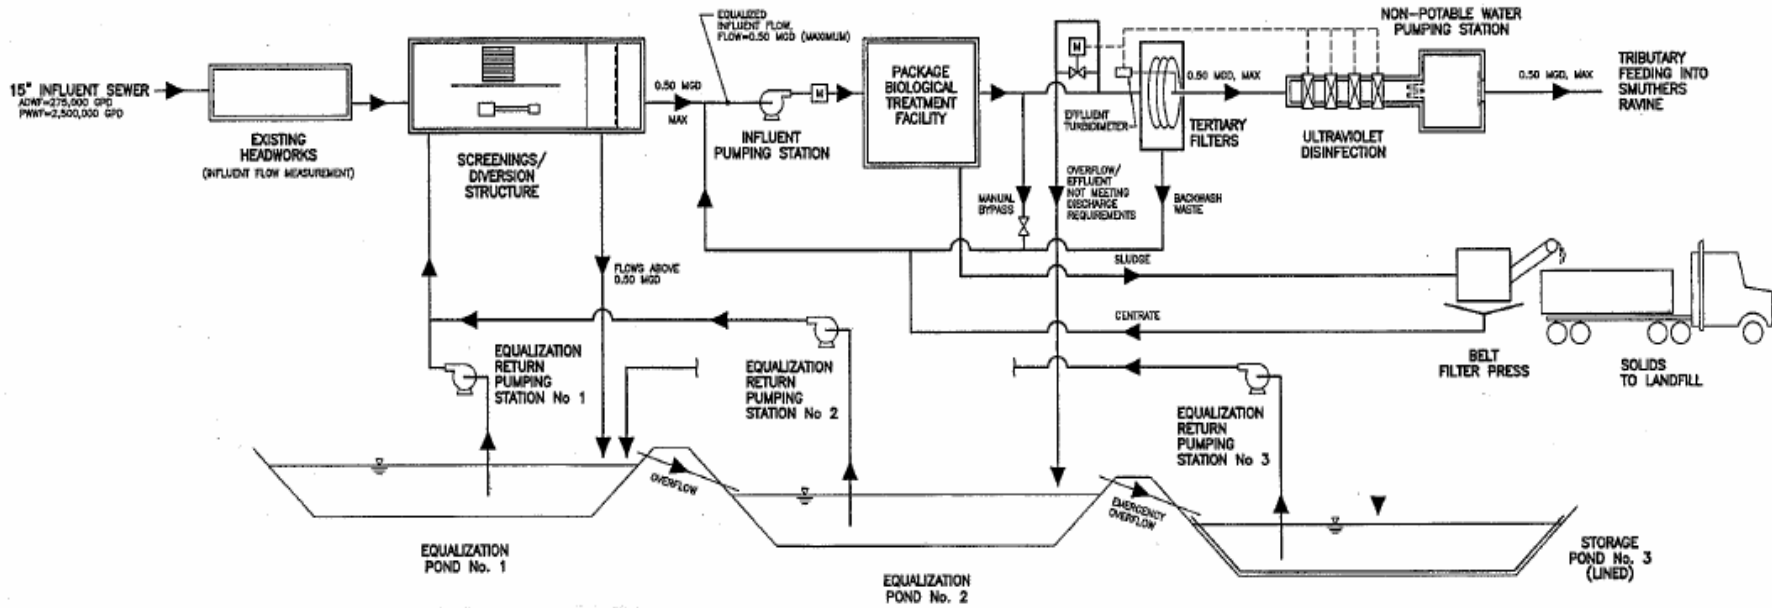 EQUALIZED
INFLUENT FLOW,
FLOW=0.50 MGD (MAXIMUM)
NON-POTABLE WATER
PUMPING STATION
15" INFLUENT SEWER
ADWF=275,000 GPD
PWWF=2,500,000 GPD
0.50 MGD
MAX
M
PACKAGE
BIOLOGICAL
TREATMENT
FACILITY
M
EFFLUENT
TURBIDIMETER
0.50 MGD, MAX
0.50 MGD, MAX
TRIBUTARY
FEEDING INTO
SMUTHERS
RAVINE
EXISTING
HEADWORKS
(INFLUENT FLOW MEASUREMENT)
SCREENINGS/
DIVERSION
STRUCTURE
INFLUENT
PUMPING STATION
TERTIARY
FILTERS
ULTRAVIOLET
DISINFECTION
MANUAL
BYPASS
OVERFLOW/
EFFLUENT
NOT MEETING
DISCHARGE
REQUIREMENTS
BACKWASH
WASTE
FLOWS ABOVE
0.50 MGD
SLUDGE
CENTRATE
BELT
FILTER PRESS
SOLIDS
TO LANDFILL
EQUALIZATION
RETURN
PUMPING
STATION No 1
EQUALIZATION
RETURN
PUMPING
STATION No 2
EQUALIZATION
RETURN
PUMPING
STATION No 3
OVERFLOW
EMERGENCY
OVERFLOW
EQUALIZATION
POND No. 1
EQUALIZATION
POND No. 2
STORAGE
POND No. 3
(LINED)